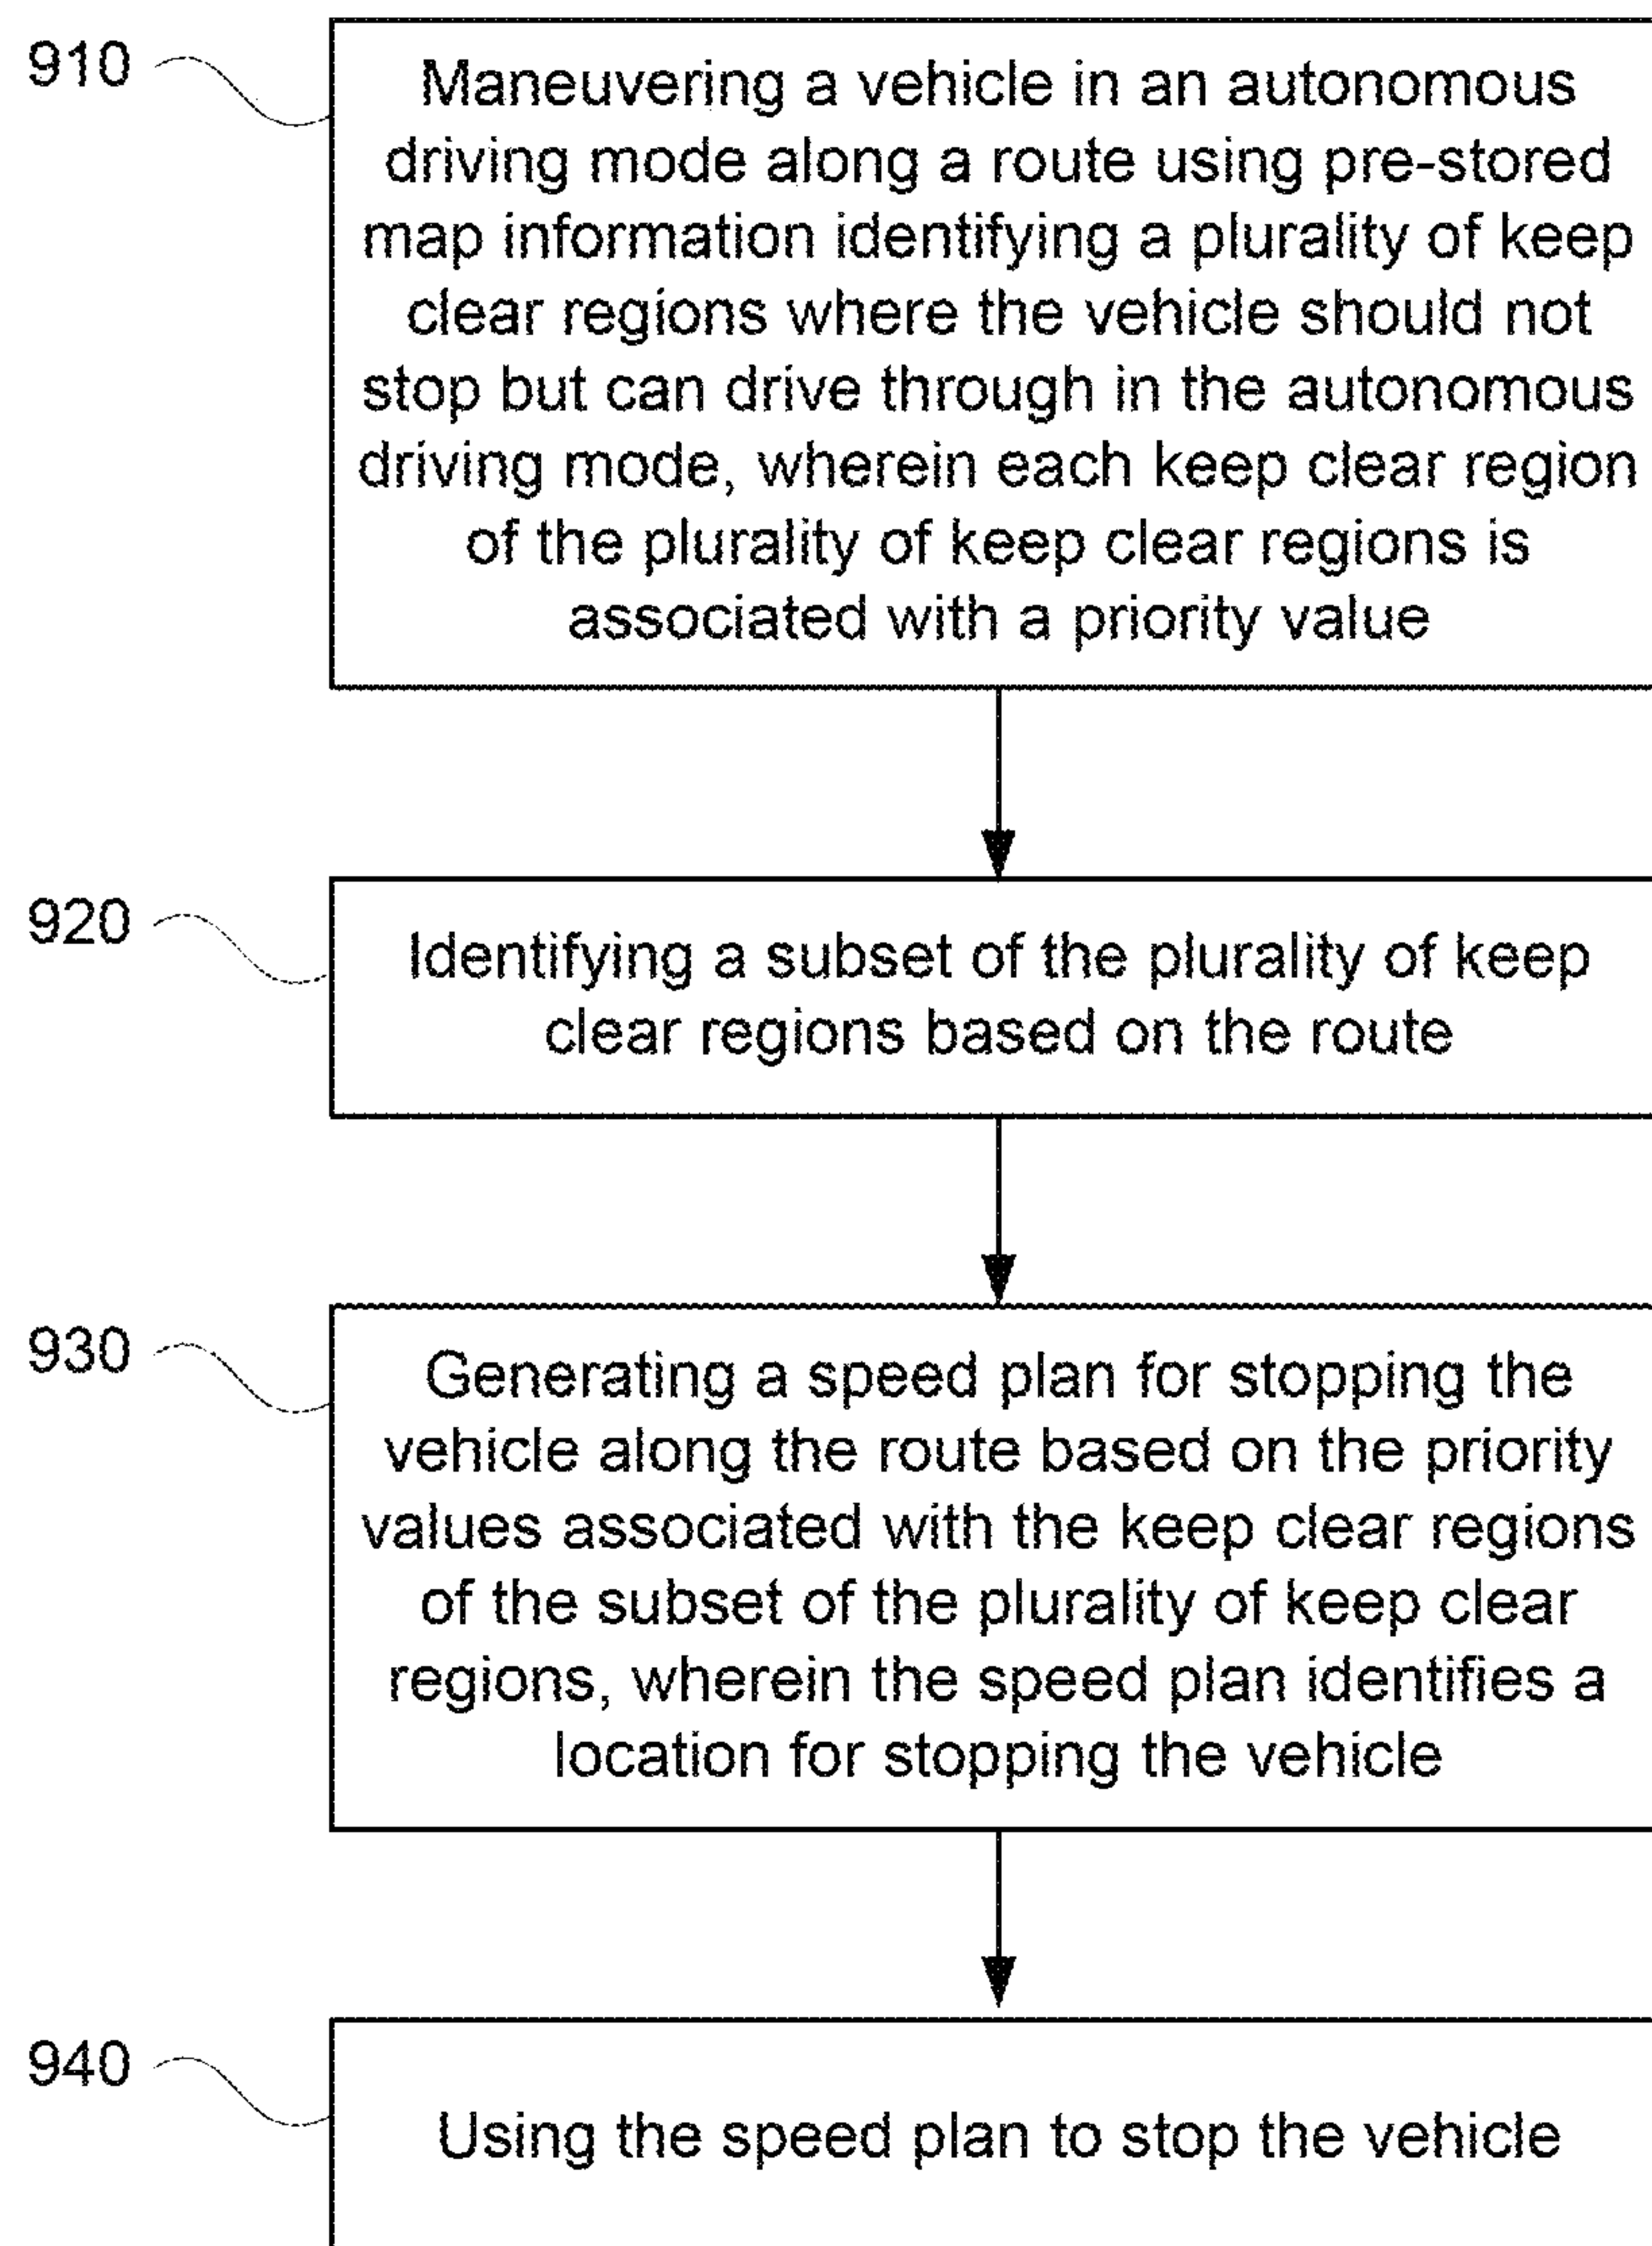 910
Maneuvering a vehicle in an autonomous
driving mode along a route using pre-stored
map information identifying a plurality of keep
clear regions where the vehicle should not
stop but can drive through in the autonomous
driving mode, wherein each keep clear region
of the plurality of keep clear regions is
associated with a priority value
920
Identifying a subset of the plurality of keep
clear regions based on the route
930
Generating a speed plan for stopping the
vehicle along the route based on the priority
values associated with the keep clear regions
of the subset of the plurality of keep clear
regions, wherein the speed plan identifies a
location for stopping the vehicle
940
Using the speed plan to stop the vehicle